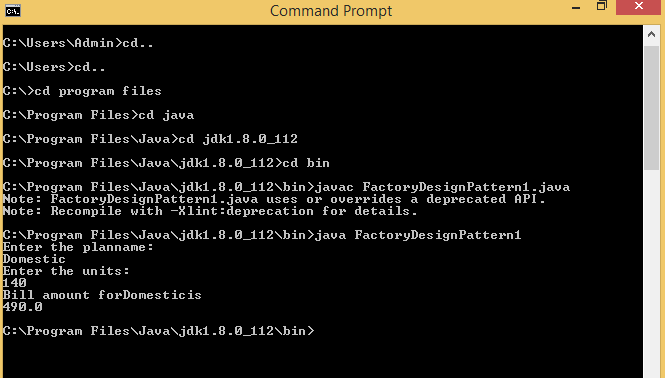 Command Prompt
C:\Users\Admin>cd..
C:\Users>cd..
C:\>cd program files
C:\Program Files>cd java
C:\Program Files\Java>cd jdk1.8.0_112
C:\Program Files\Java\jdk1.8.0_112>cd bin
C:\Program Files\Java\jdk1.8.0_112\bin>javac FactoryDesignPattern1.java
Note: FactoryDesignPattern1.java uses or overrides a deprecated API.
Note: Recompile with -Xlint:deprecation for details.
C:\Program Files\Java\jdk1.8.0_112\bin>java FactoryDesignPattern1
Enter the planname:
Domestic
Enter the units:
140
Bill amount forDomesticis
490.0
C:\Program Files\Java\jdk1.8.0_112\bin>